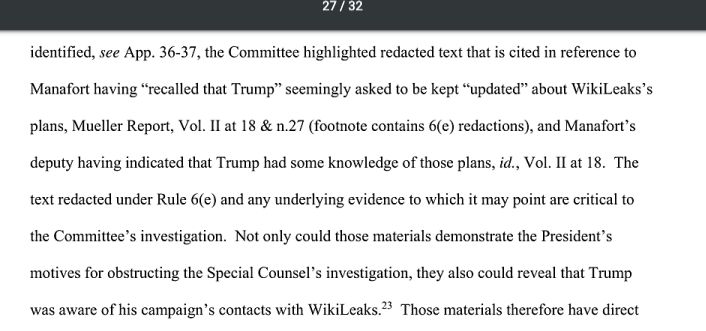 27 / 32
identified, see App. 36-37, the Committee highlighted redacted text that is cited in reference to
Manafort having “recalled that Trump” seemingly asked to be kept “updated” about WikiLeaks’s
plans, Mueller Report, Vol. II at 18 & n.27 (footnote contains 6(e) redactions), and Manafort’s
deputy having indicated that Trump had some knowledge of those plans, id., Vol. II at 18.  The
text redacted under Rule 6(e) and any underlying evidence to which it may point are critical to
the Committee’s investigation.  Not only could those materials demonstrate the President’s
motives for obstructing the Special Counsel’s investigation, they also could reveal that Trump
was aware of his campaign’s contacts with WikiLeaks.23  Those materials therefore have direct